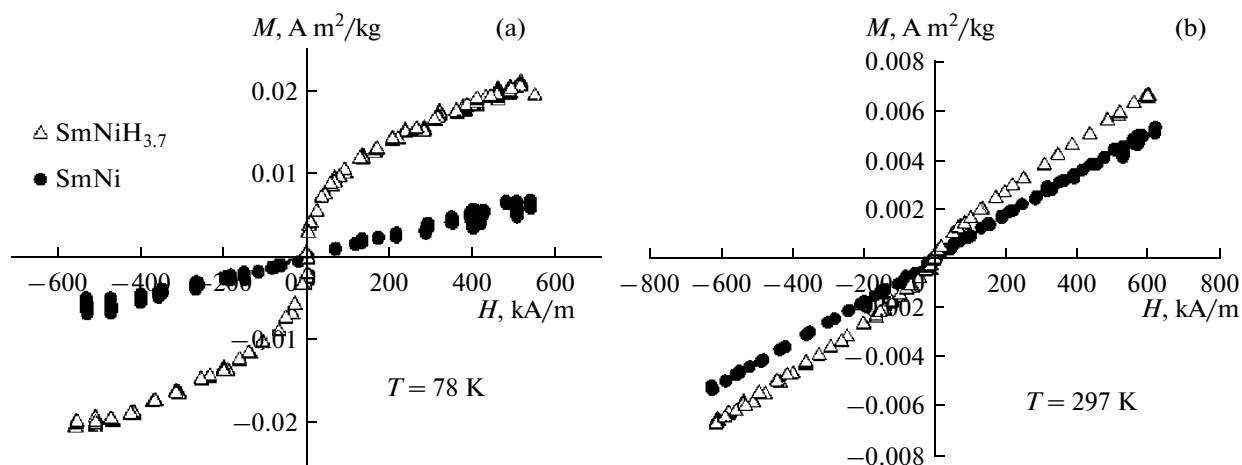 M, A m²/kg (a)
0.02
△ SmNiH₃.₇
● SmNi
0.01
−600 −400 −200 0 200 400 600
H, kA/m
−0.01
T = 78 K
−0.02
M, A m²/kg (b)
0.008
0.006
0.004
0.002
−800 −600 −400 −200 0 200 400 600 800
H, kA/m
−0.002
−0.004
−0.006
T = 297 K
−0.008